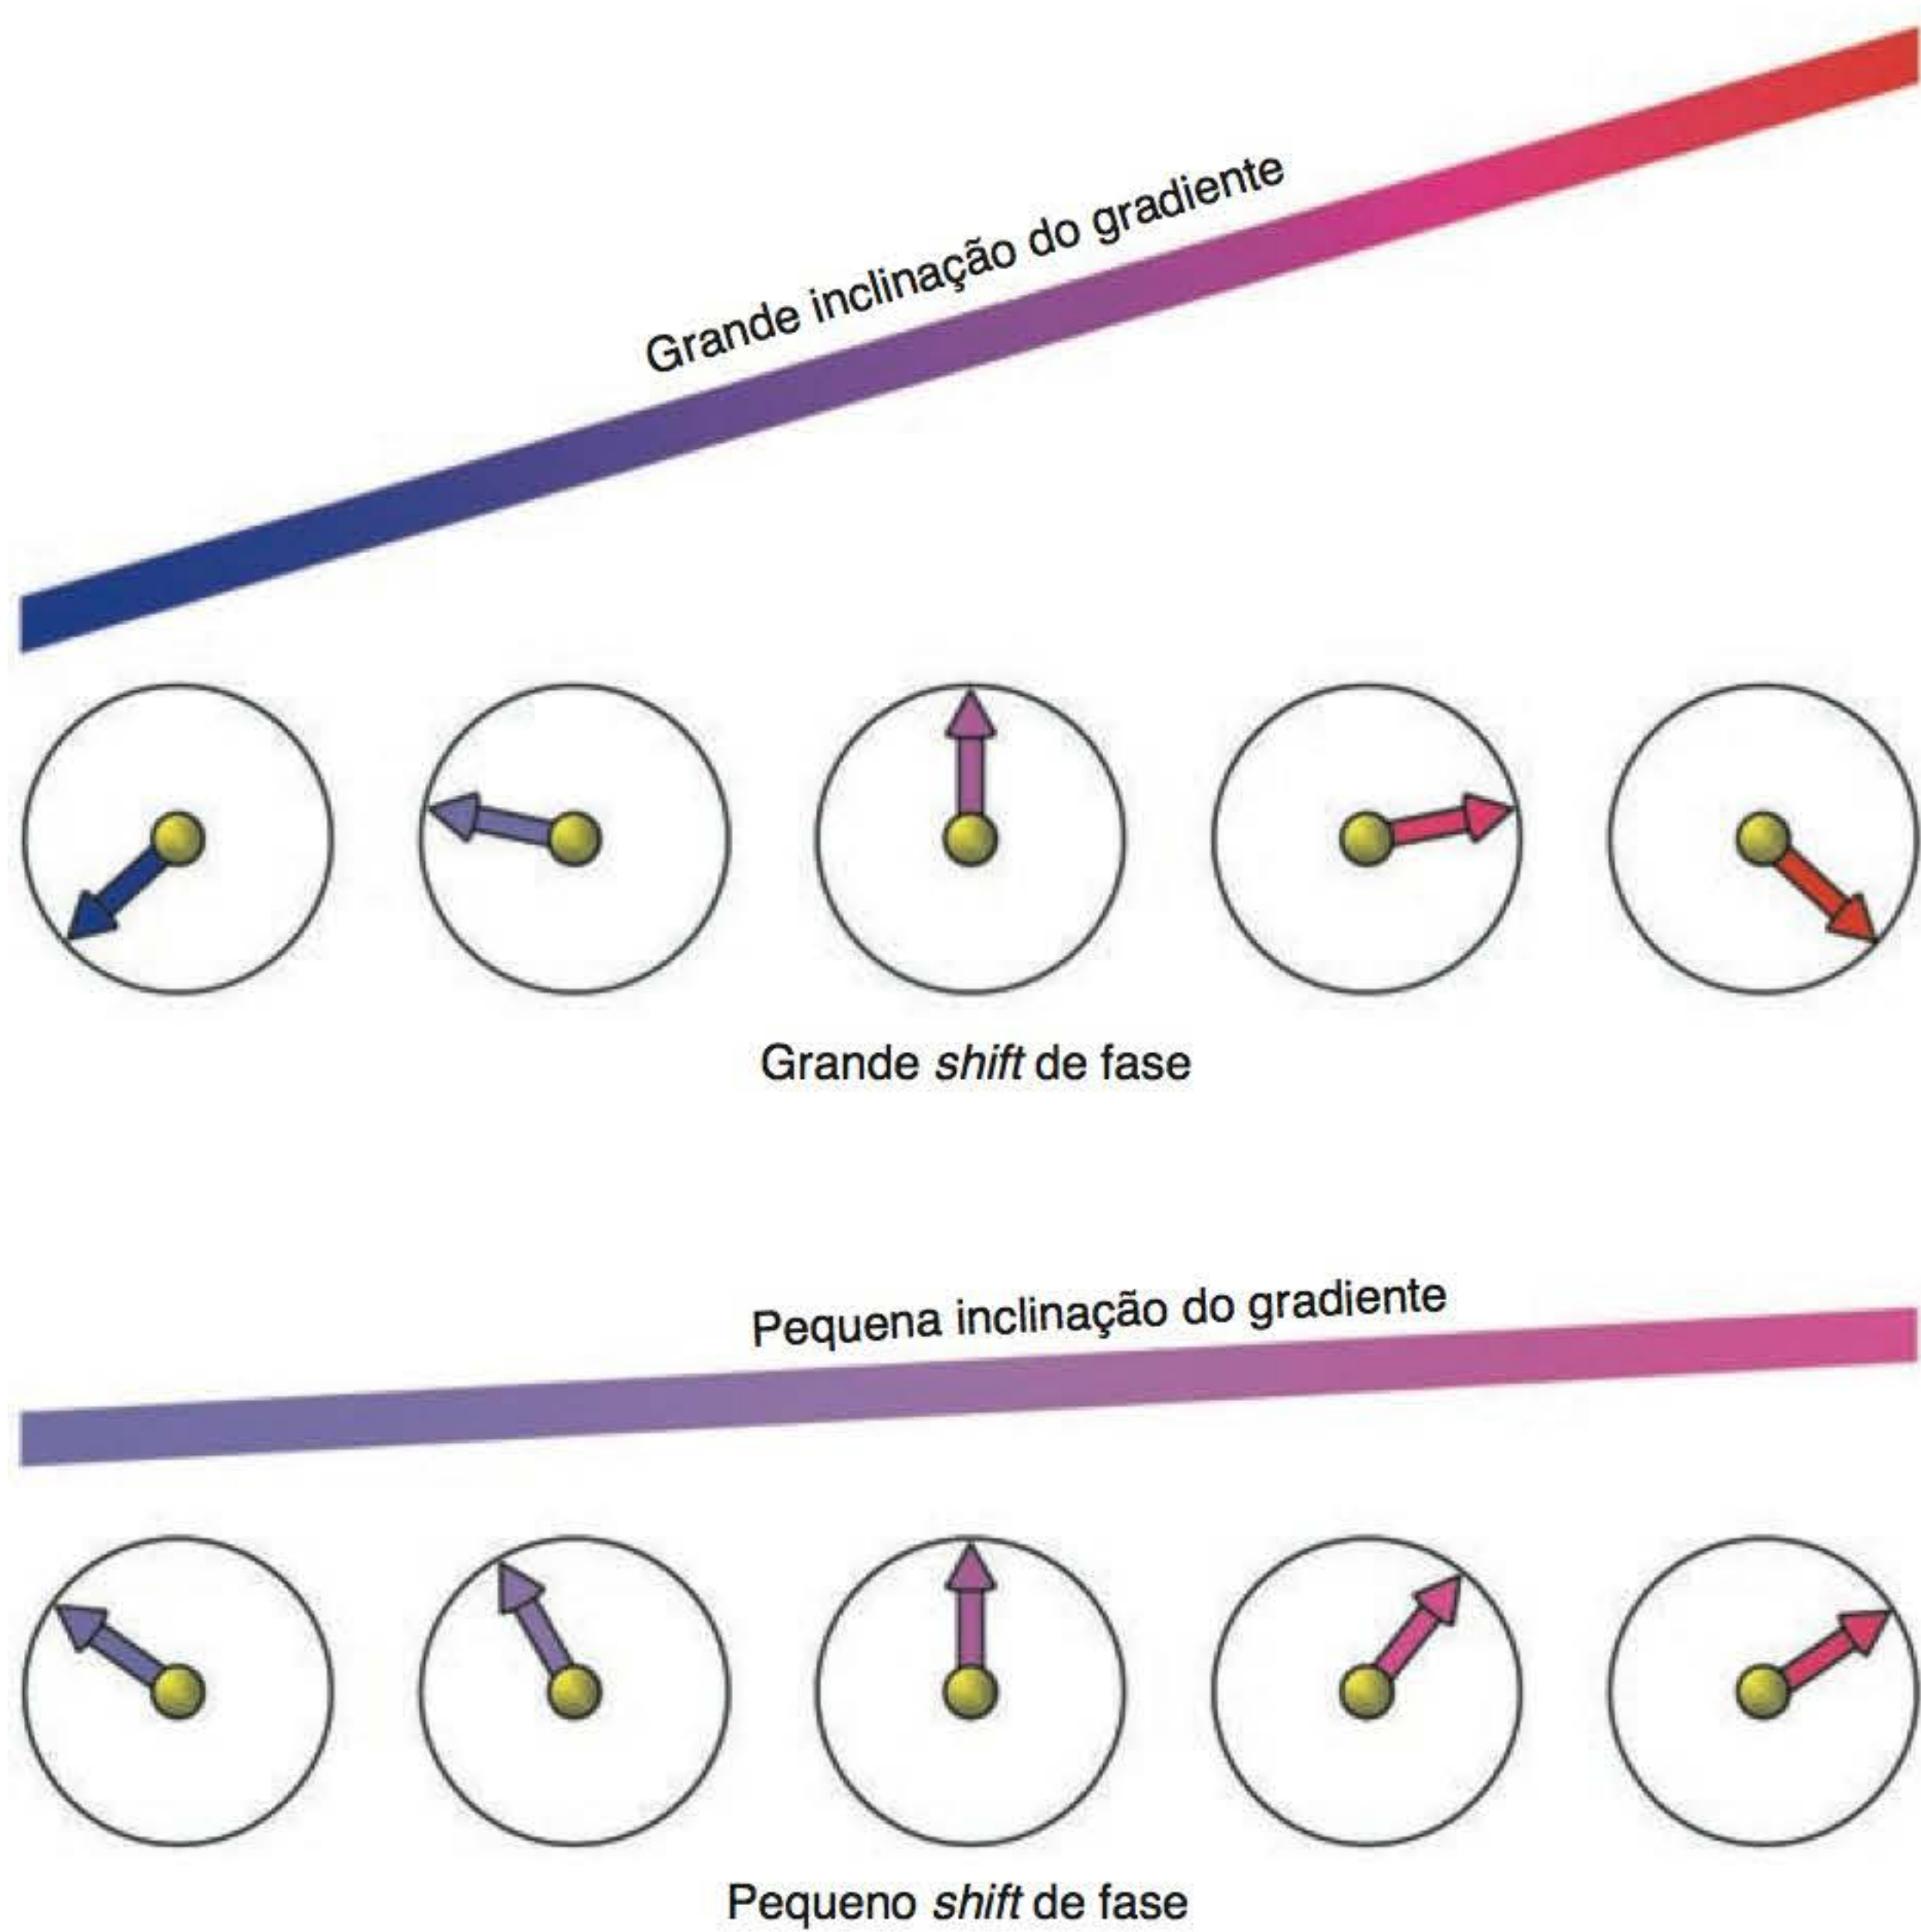 Grande inclinação do gradiente
Grande shift de fase
Pequena inclinação do gradiente
Pequeno shift de fase